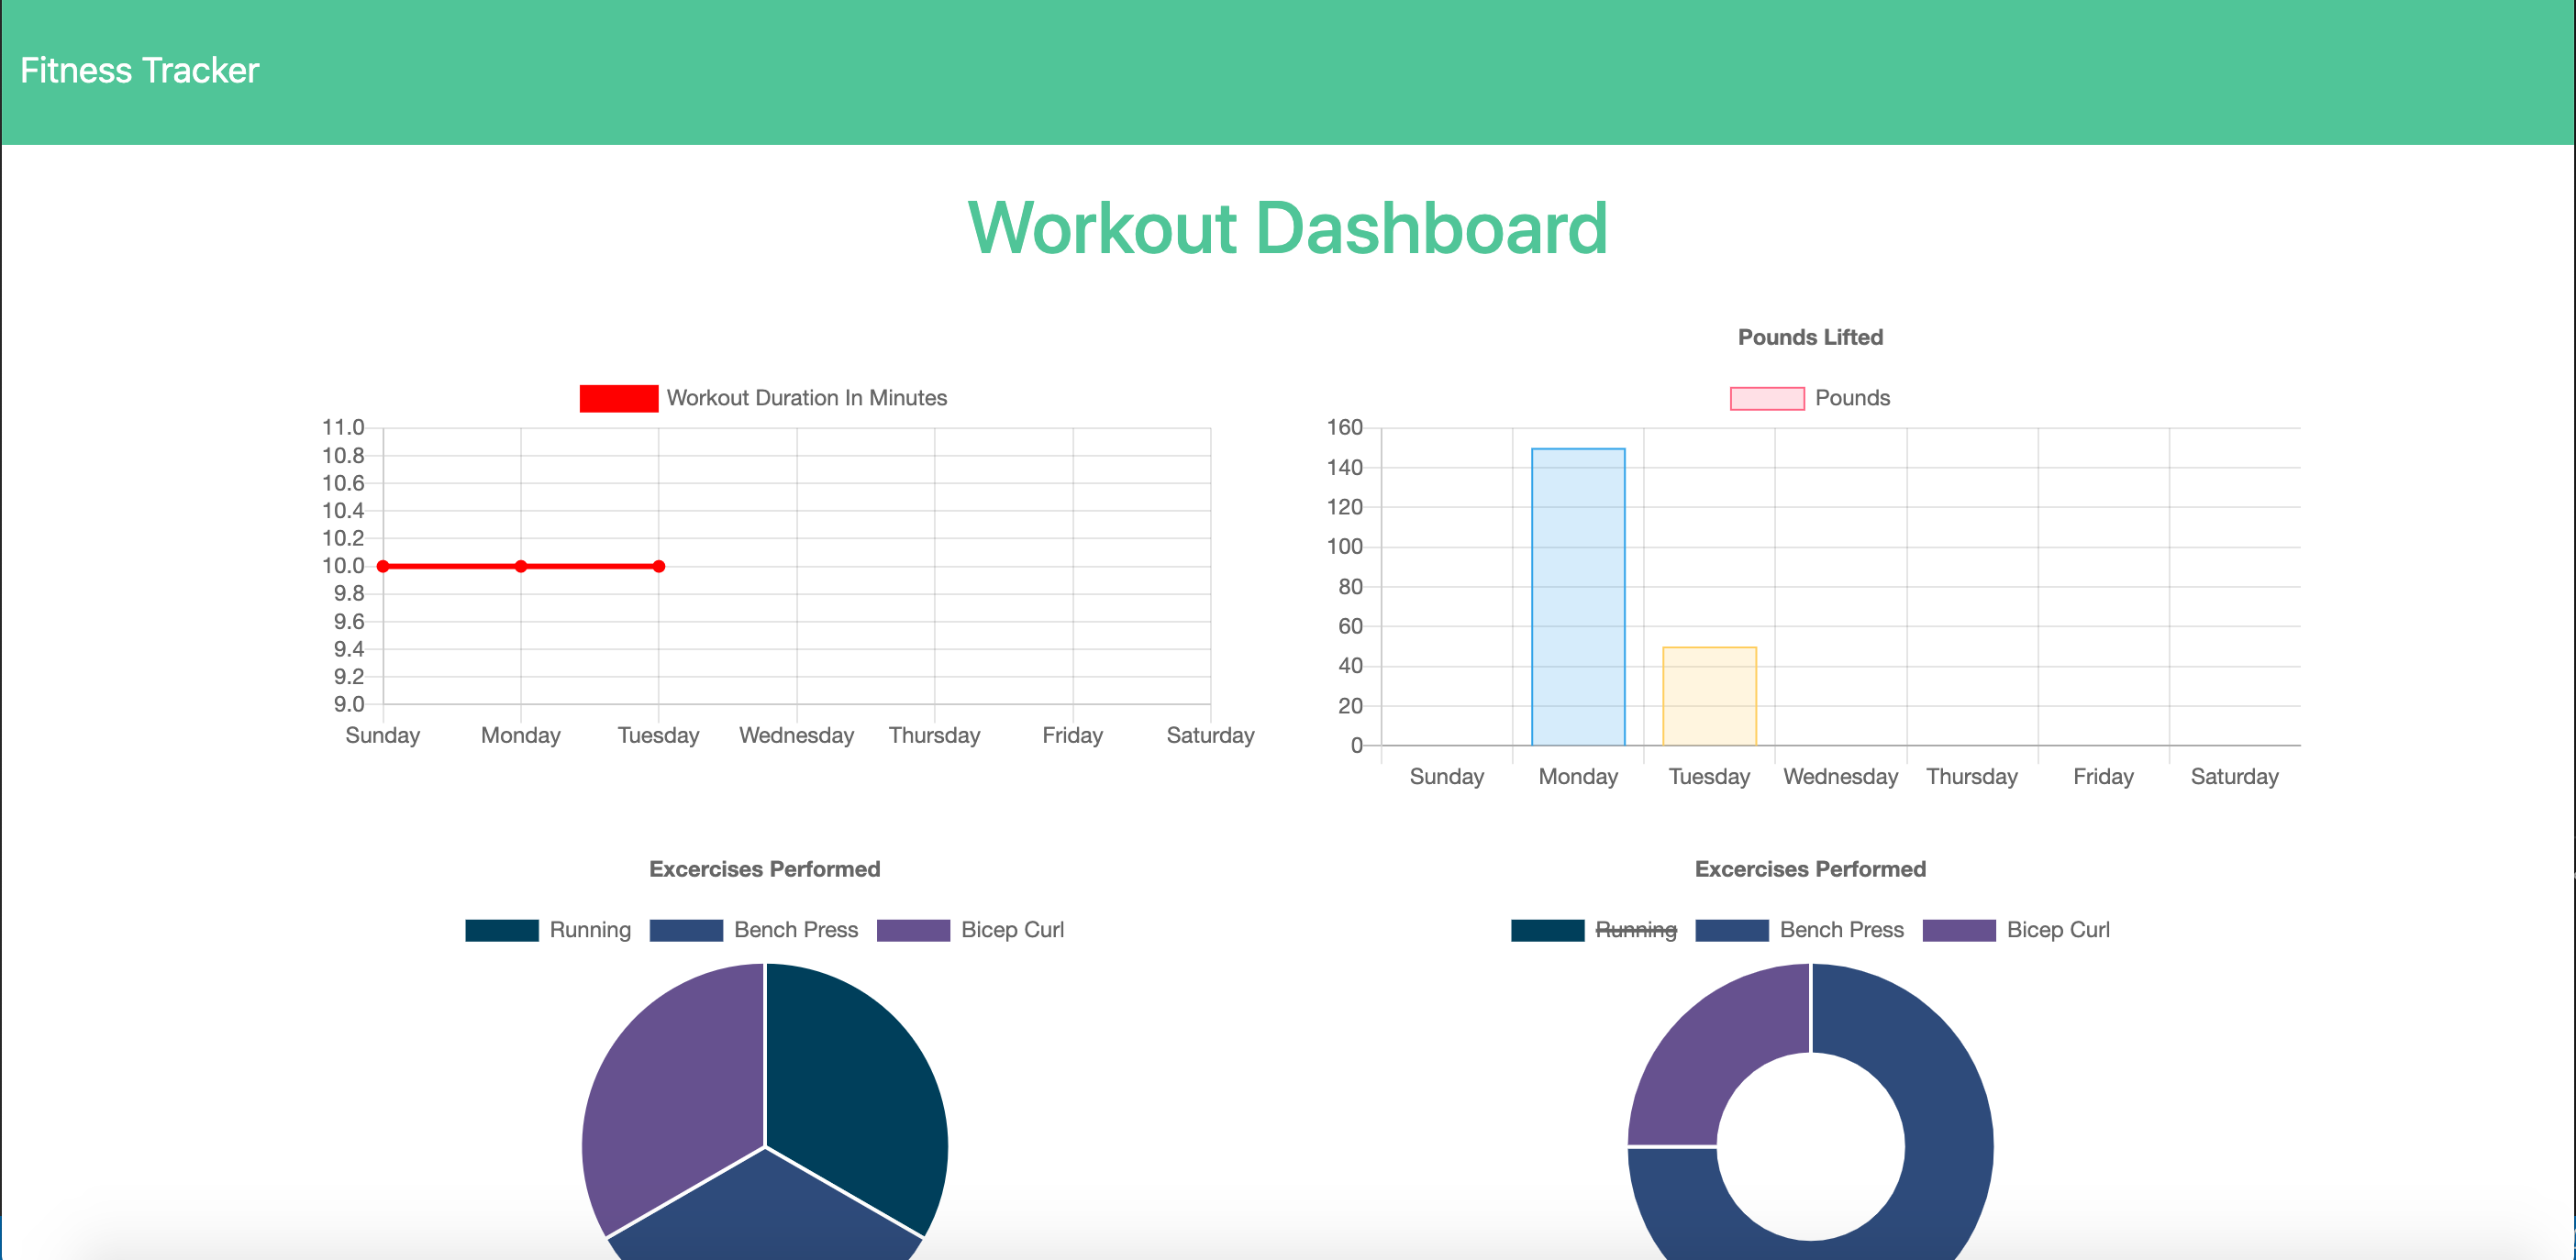 Fitness Tracker
Workout Dashboard
Workout Duration In Minutes
11.0
10.8
10.6
10.4
10.2
10.0
9.8
9.6
9.4
9.2
9.0
Sunday Monday Tuesday Wednesday Thursday Friday Saturday
Pounds Lifted
Pounds
160
140
120
100
80
60
40
20
0
Sunday Monday Tuesday Wednesday Thursday Friday Saturday
Excercises Performed
Running Bench Press Bicep Curl
Excercises Performed
Running Bench Press Bicep Curl